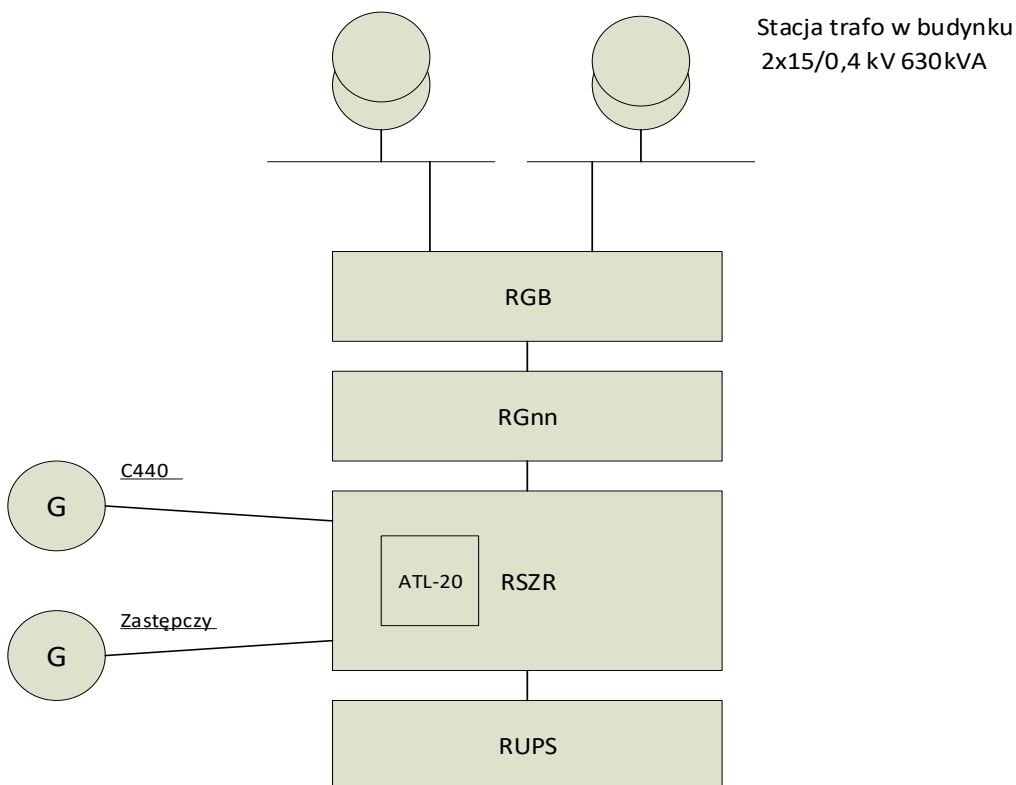 Stacja trafo w budynku
2x15/0,4 kV 630kVA
RGB
RGnn
C440
G
ATL-20
RSZR
Zastępczy
G
RUPS